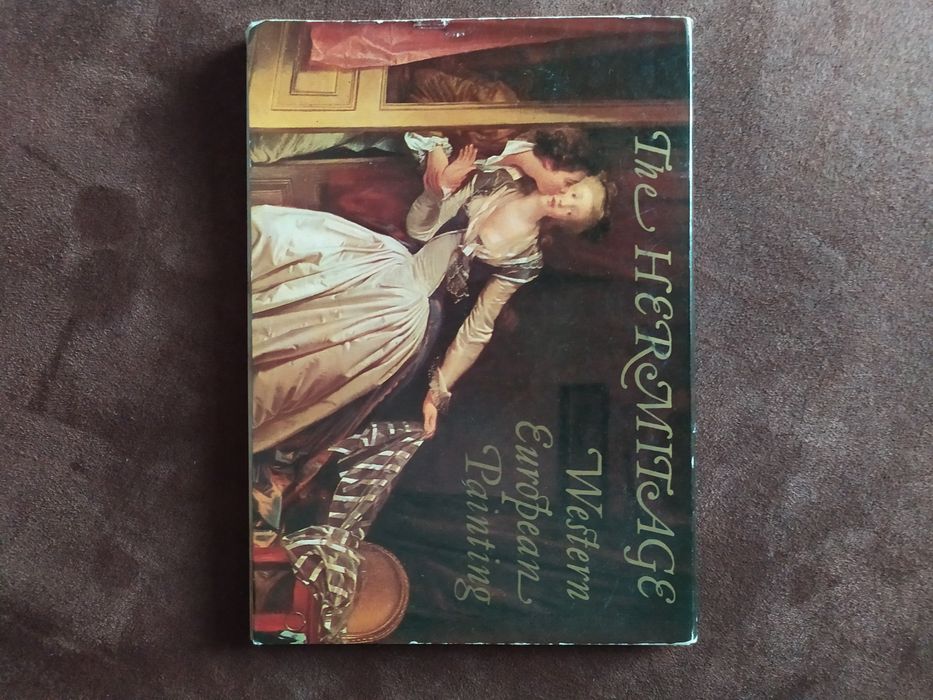 The HERMITAGE
Western
European
Painting